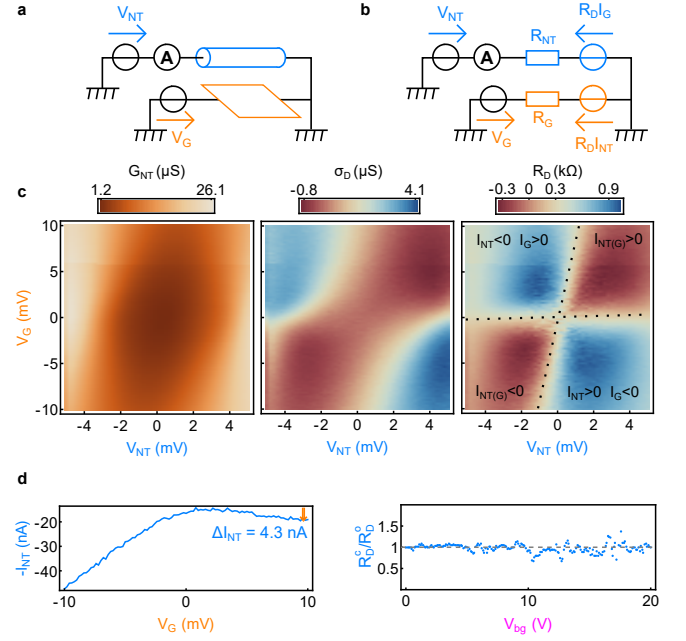 a
b
V_NT
A
V_G
V_NT
A
R_NT
R_DI_G
V_G
R_G
R_DI_NT
c
G_NT (µS)
1.2 26.1
σ_D (µS)
-0.8 4.1
R_D (kΩ)
-0.3 0 0.3 0.9
V_G (mV)
10
5
0
-5
-10
I_NT<0 I_G>0
I_NT(G)>0
I_NT(G)<0
I_NT>0 I_G<0
-4 -2 0 2 4
V_NT (mV)
-4 -2 0 2 4
V_NT (mV)
-4 -2 0 2 4
V_NT (mV)
d
-I_NT (nA)
-20
-30
-40
ΔI_NT = 4.3 nA
-10 0 10
V_G (mV)
R_D^c/R_D^o
1.5
1
0.5
0 10 20
V_bg (V)